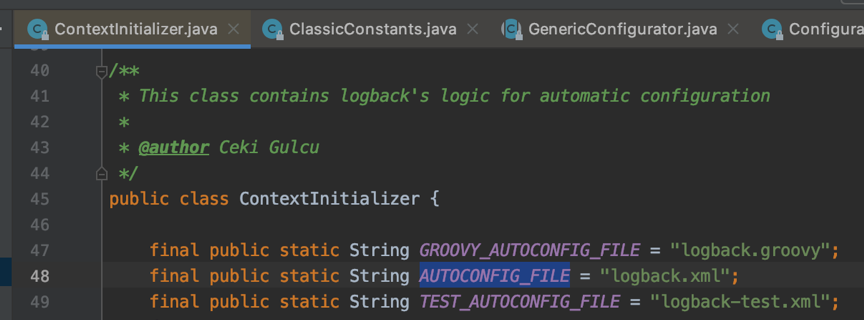 ContextInitializer.java ClassicConstants.java GenericConfigurator.java Configura
40 /**
41 * This class contains logback's logic for automatic configuration
42 *
43 * @author Ceki Gulcu
44 */
45 public class ContextInitializer {
46
47 final public static String GROOVY_AUTOCONFIG_FILE = "logback.groovy";
48 final public static String AUTOCONFIG_FILE = "logback.xml";
49 final public static String TEST_AUTOCONFIG_FILE = "logback-test.xml";